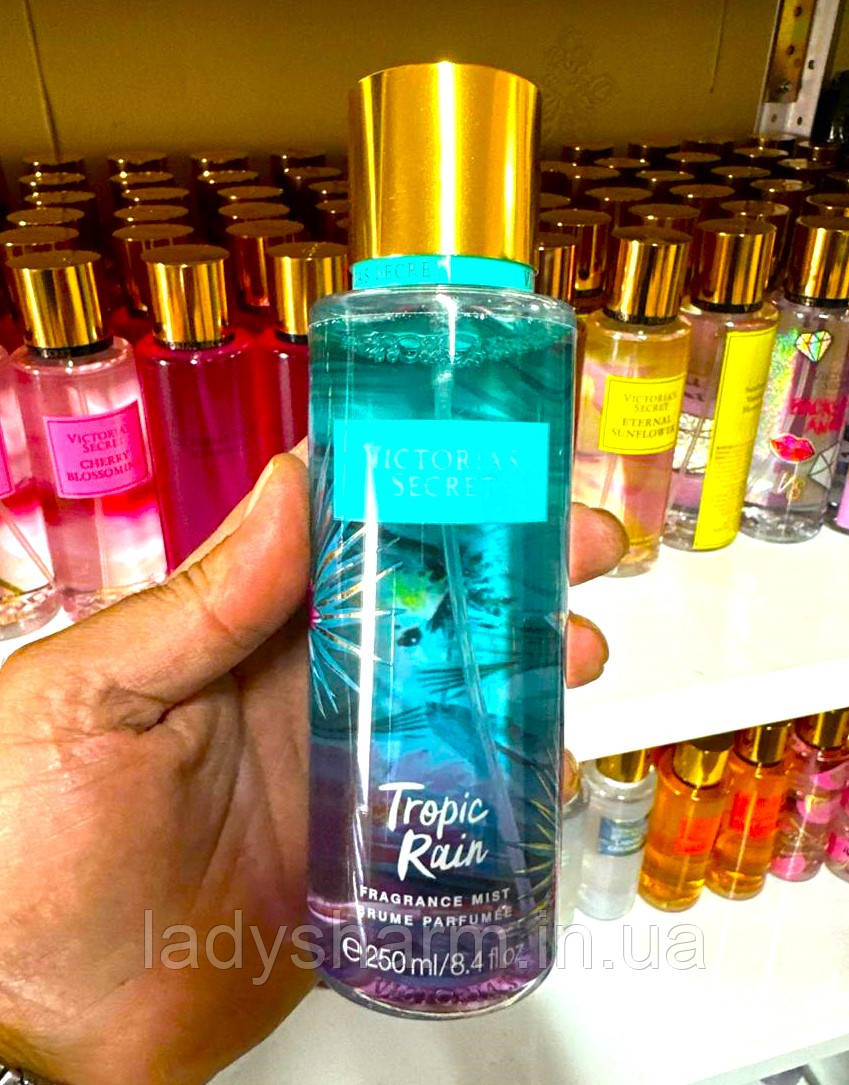 VICTORIA'S
SECRET
Tropic
Rain
FRAGRANCE MIST
BRUME PARFUMÉE
e 250 ml/8.4 fl oz
VICTORIA'S
SECRET
CHERRY
BLOSSOMING
VICTORIA'S
SECRET
ETERNAL
SUNFLOWER
ladysharm.in.ua